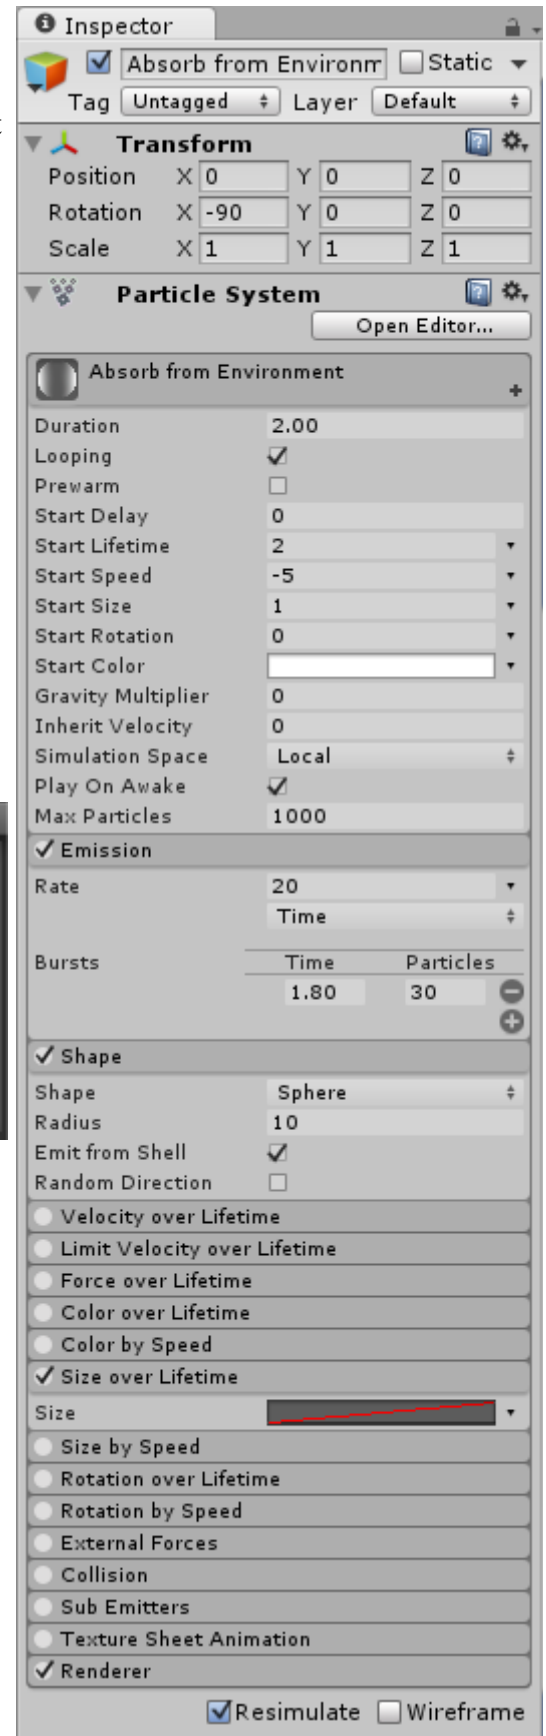 Inspector
Absorb from Environm Static
Tag Untagged Layer Default
Transform
Position X 0 Y 0 Z 0
Rotation X -90 Y 0 Z 0
Scale X 1 Y 1 Z 1
Particle System
Open Editor...
Absorb from Environment
Duration 2.00
Looping
Prewarm
Start Delay 0
Start Lifetime 2
Start Speed -5
Start Size 1
Start Rotation 0
Start Color
Gravity Multiplier 0
Inherit Velocity 0
Simulation Space Local
Play On Awake
Max Particles 1000
Emission
Rate 20
Time
Bursts Time Particles
1.80 30
Shape
Shape Sphere
Radius 10
Emit from Shell
Random Direction
Velocity over Lifetime
Limit Velocity over Lifetime
Force over Lifetime
Color over Lifetime
Color by Speed
Size over Lifetime
Size
Size by Speed
Rotation over Lifetime
Rotation by Speed
External Forces
Collision
Sub Emitters
Texture Sheet Animation
Renderer
Resimulate Wireframe